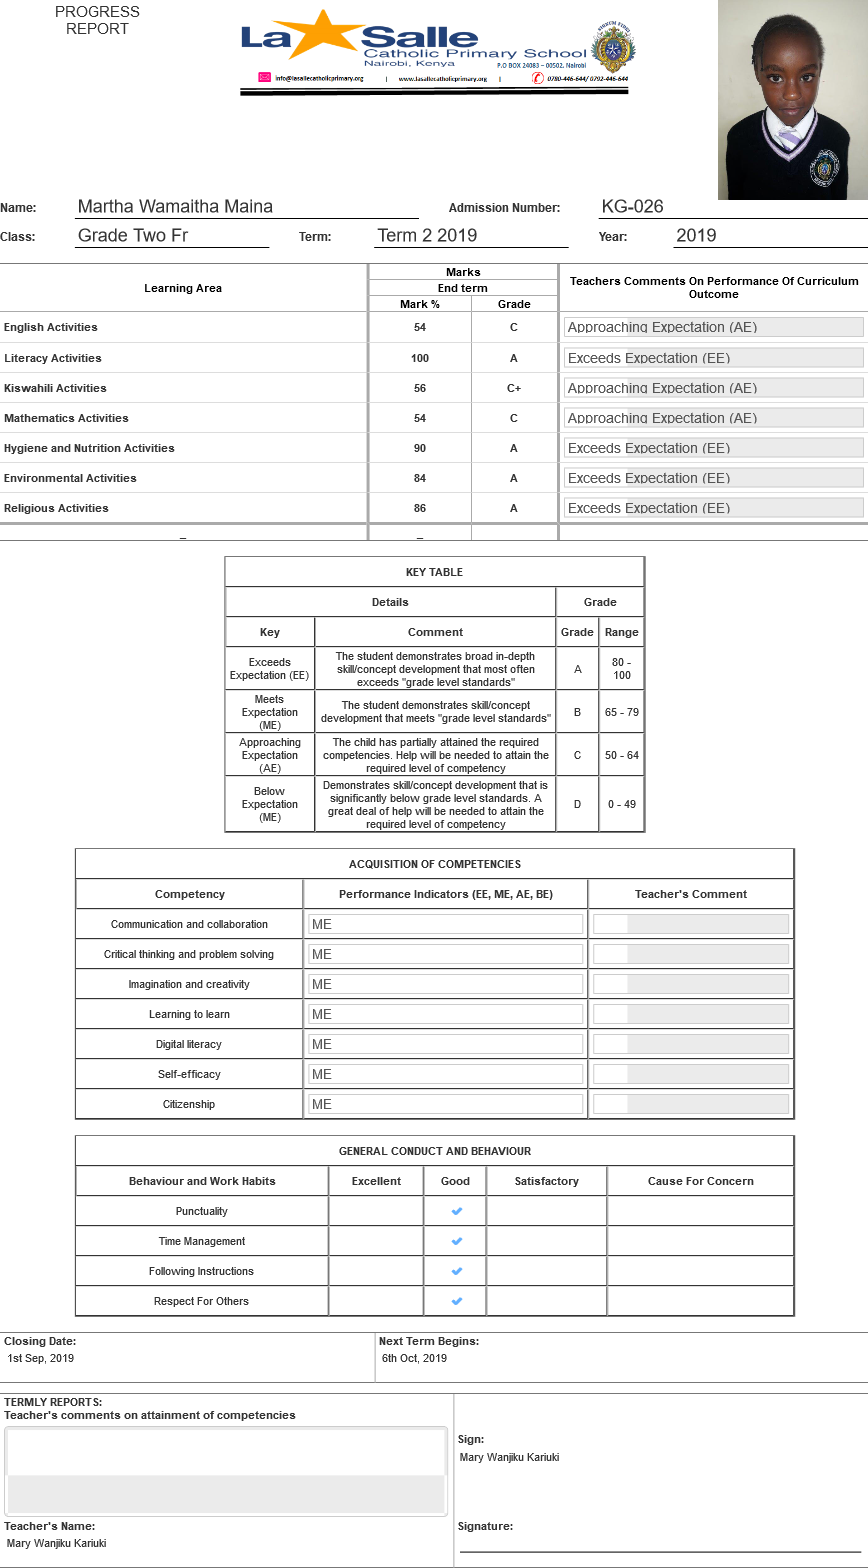 PROGRESS
REPORT
La Salle
Catholic Primary School
Nairobi, Kenya
P.O BOX 24083 – 00502, Nairobi
info@lasallecatholicprimary.org | www.lasallecatholicprimary.org | 0780-446-644/ 0792-446-644
Name: Martha Wamaitha Maina Admission Number: KG-026
Class: Grade Two Fr Term: Term 2 2019 Year: 2019
Learning Area Marks Teachers Comments On Performance Of Curriculum Outcome
End term
Mark % Grade
English Activities 54 C Approaching Expectation (AE)
Literacy Activities 100 A Exceeds Expectation (EE)
Kiswahili Activities 56 C+ Approaching Expectation (AE)
Mathematics Activities 54 C Approaching Expectation (AE)
Hygiene and Nutrition Activities 90 A Exceeds Expectation (EE)
Environmental Activities 84 A Exceeds Expectation (EE)
Religious Activities 86 A Exceeds Expectation (EE)
_ _
KEY TABLE
Details Grade
Key Comment Grade Range
Exceeds Expectation (EE) The student demonstrates broad in-depth skill/concept development that most often exceeds "grade level standards" A 80 - 100
Meets Expectation (ME) The student demonstrates skill/concept development that meets "grade level standards" B 65 - 79
Approaching Expectation (AE) The child has partially attained the required competencies. Help will be needed to attain the required level of competency C 50 - 64
Below Expectation (ME) Demonstrates skill/concept development that is significantly below grade level standards. A great deal of help will be needed to attain the required level of competency D 0 - 49
ACQUISITION OF COMPETENCIES
Competency Performance Indicators (EE, ME, AE, BE) Teacher's Comment
Communication and collaboration ME
Critical thinking and problem solving ME
Imagination and creativity ME
Learning to learn ME
Digital literacy ME
Self-efficacy ME
Citizenship ME
GENERAL CONDUCT AND BEHAVIOUR
Behaviour and Work Habits Excellent Good Satisfactory Cause For Concern
Punctuality
Time Management
Following Instructions
Respect For Others
Closing Date: Next Term Begins:
1st Sep, 2019 6th Oct, 2019
TERMLY REPORTS:
Teacher's comments on attainment of competencies
Sign:
Mary Wanjiku Kariuki
Teacher's Name: Signature:
Mary Wanjiku Kariuki